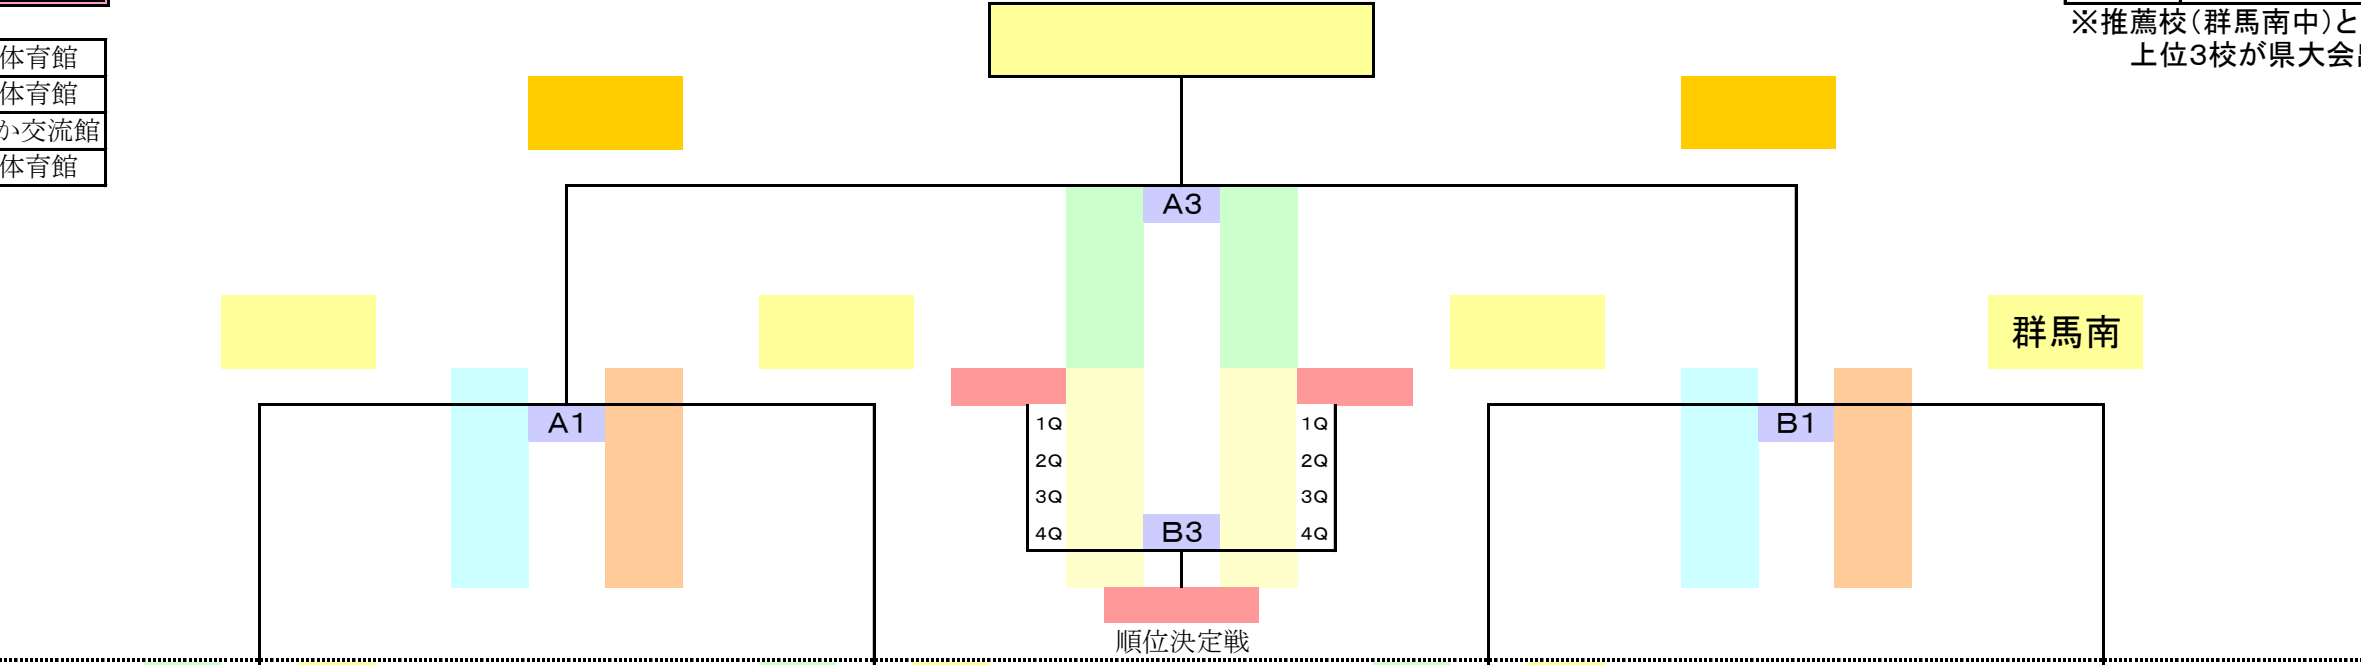 体育館
体育館
か交流館
体育館
※推薦校（群馬南中）と
上位3校が県大会
A3
群馬南
A1
B1
1Q
1Q
2Q
2Q
3Q
3Q
4Q
B3
4Q
順位決定戦